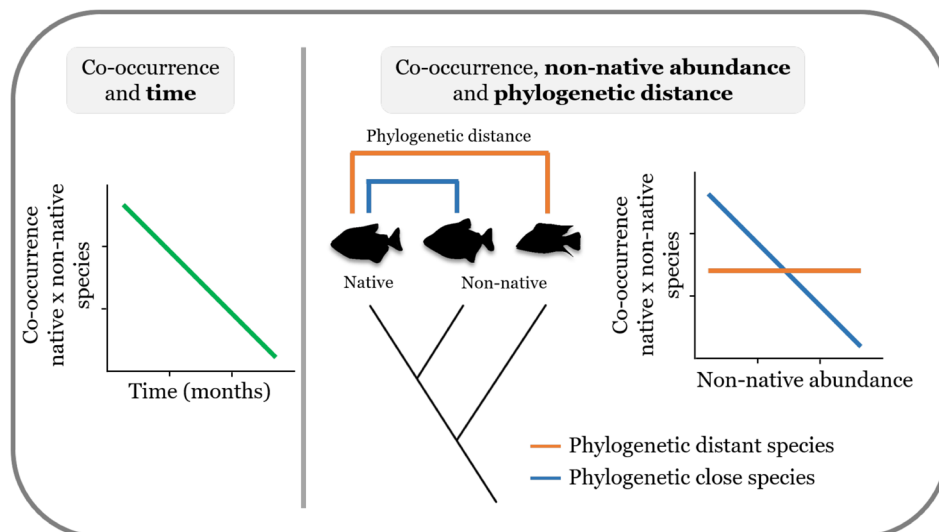 Co-occurrence
and time
Co-occurrence
native x non-native
species
Time (months)
Co-occurrence, non-native abundance
and phylogenetic distance
Phylogenetic distance
Native
Non-native
Co-occurrence
native x non-native
species
Non-native abundance
Phylogenetic distant species
Phylogenetic close species